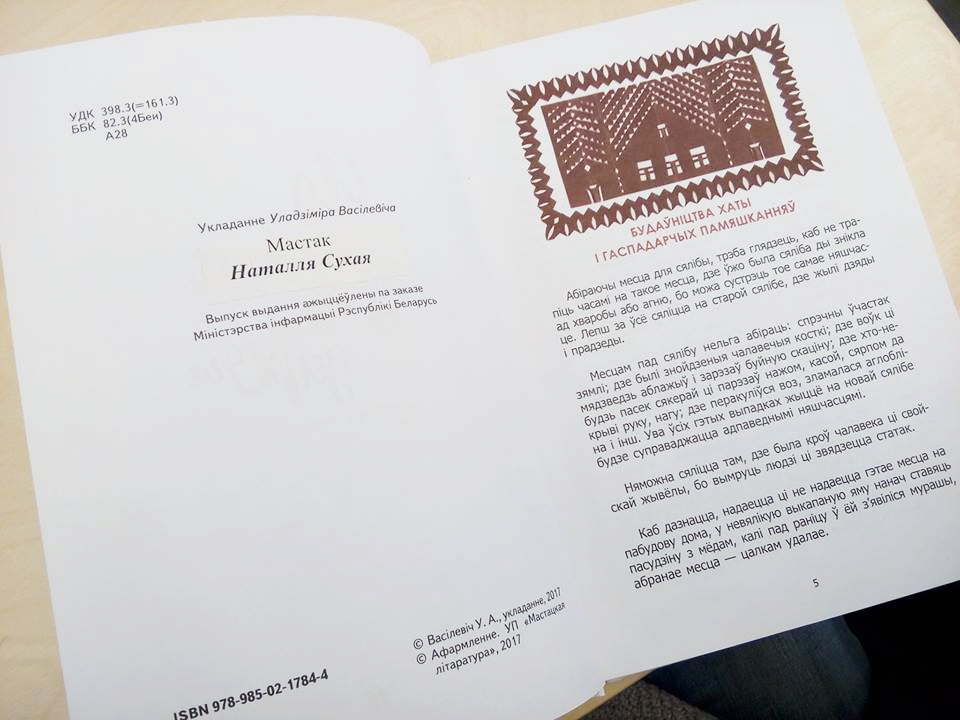 УДК 398.3(=161.3)
ББК 82.3(4Беи)
А28
Укладанне Уладзіміра Васілевіча
Мастак
Наталля Сухая
Выпуск выдання ажыццёўлены па заказе
Міністэрства інфармацыі Рэспублікі Беларусь
© Васілевіч У. А., укладанне, 2017
© Афармленне. УП «Мастацкая
літаратура», 2017
ISBN 978-985-02-1784-4
БУДАЎНІЦТВА ХАТЫ
І ГАСПАДАРЧЫХ ПАМЯШКАННЯЎ
Абіраючы месца для сялібы, трэба глядзець, каб не тра-
піць часамі на такое месца, дзе ўжо была сяліба ды знікла
ад хваробы або агню, бо можа сустрэць тое самае няшчас-
це. Лепш за ўсё сяліцца на старой сялібе, дзе жылі дзяды
і прадзеды.
Месцам пад сялібу нельга абіраць: спрэчны ўчастак
зямлі; дзе былі знойдзеныя чалавечыя косткі; дзе воўк ці
мядзведзь аблажыў і зарэзаў буйную скаціну; дзе хто-не-
будзь пасек сякерай ці парэзаў нажом, касой, сярпом да
крыві руку, нагу; дзе перакуліўся воз, зламалася аглоблі-
на і інш. Ува ўсіх гэтых выпадках жыццё на новай сялібе
будзе суправаджацца адпаведнымі няшчасцямі.
Няможна сяліцца там, дзе была кроў чалавека ці свой-
скай жывёлы, бо вымруць людзі ці звядзецца статак.
Каб дазнацца, надаецца ці не надаецца гэтае месца на
пабудову дома, у невялікую выкапаную яму нанач ставяць
пасудзіну з мёдам, калі пад раніцу ў ёй з’явіліся мурашы,
абранае месца — цалкам удалае.
5